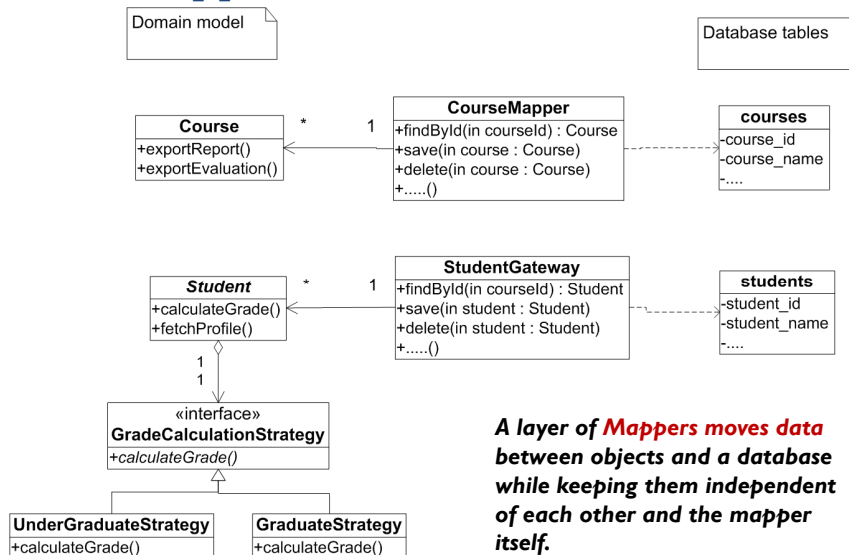 Domain model
Database tables
Course
+exportReport()
+exportEvaluation()
*
1
CourseMapper
+findById(in courseId) : Course
+save(in course : Course)
+delete(in course : Course)
+.....()
courses
-course_id
-course_name
-....
Student
+calculateGrade()
+fetchProfile()
*
1
StudentGateway
+findById(in courseId) : Student
+save(in student : Student)
+delete(in student : Student)
+.....()
students
-student_id
-student_name
-....
1
1
«interface»
GradeCalculationStrategy
+calculateGrade()
UnderGraduateStrategy
+calculateGrade()
GraduateStrategy
+calculateGrade()
A layer of Mappers moves data
between objects and a database
while keeping them independent
of each other and the mapper
itself.